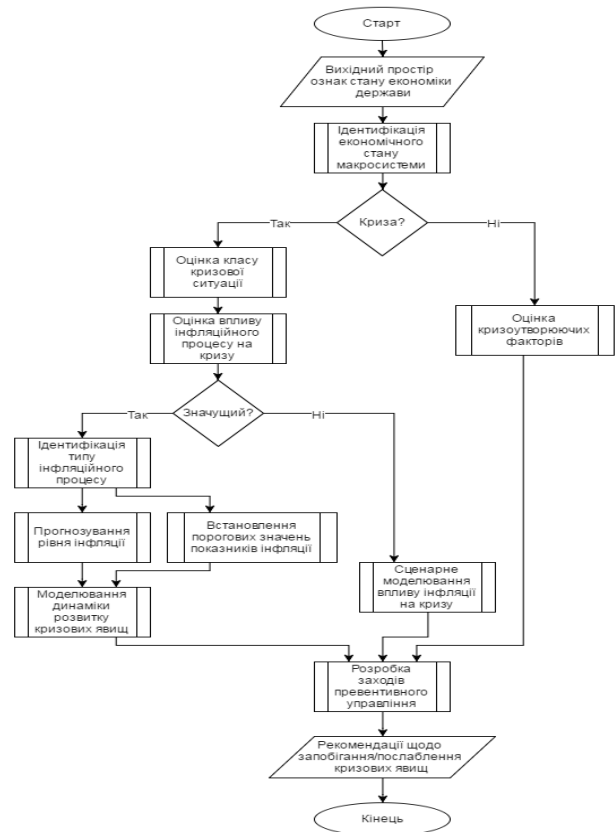 Старт
Вихідний простір
ознак стану економіки
держави
Ідентифікація
економічного
стану
макросистеми
Криза?
Так
Ні
Оцінка класу
кризової
ситуації
Оцінка впливу
інфляційного
процесу на
кризу
Оцінка
кризоутворюючих
факторів
Значущий?
Так
Ні
Ідентифікація
типу
інфляційного
процесу
Прогнозування
рівня інфляції
Встановлення
порогових значень
показників інфляції
Моделювання
динаміки
розвитку
кризових явищ
Сценарне
моделювання
впливу інфляції
на кризу
Розробка
заходів
превентивного
управління
Рекомендації щодо
запобігання/послаблення
кризових явищ
Кінець